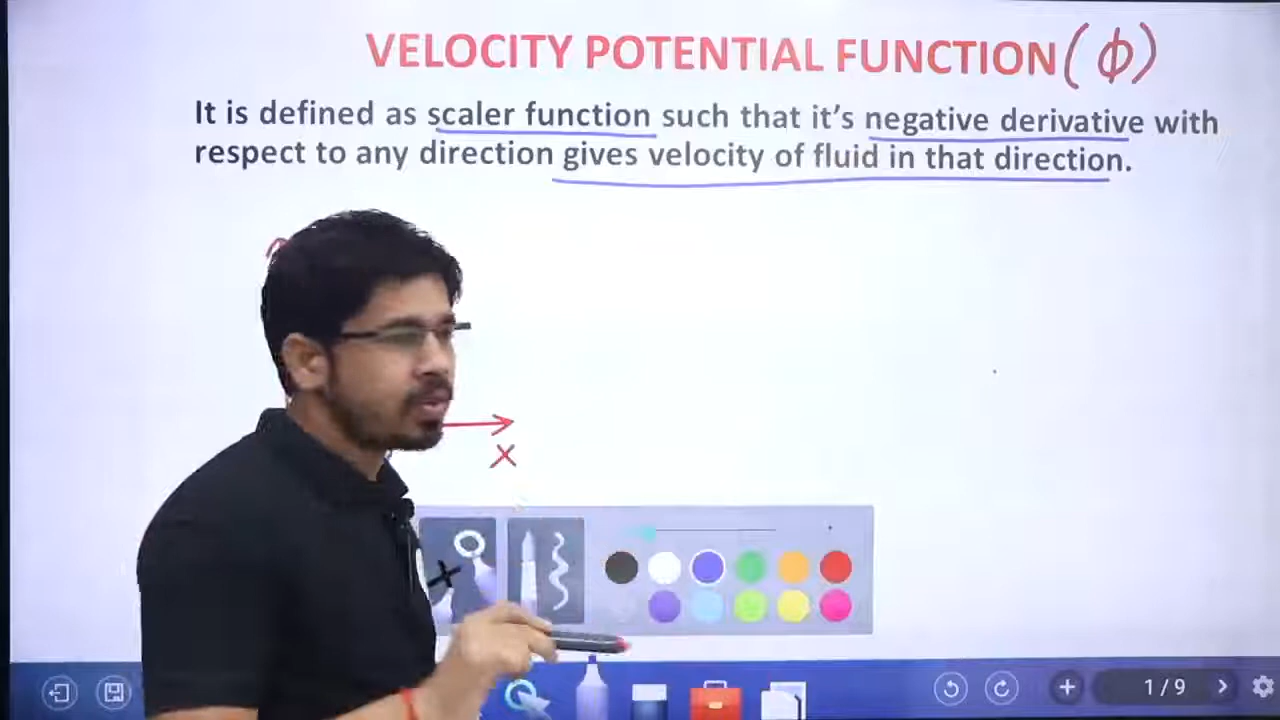 VELOCITY POTENTIAL FUNCTION (ϕ)
It is defined as scaler function such that it's negative derivative with
respect to any direction gives velocity of fluid in that direction.
X
1 / 9